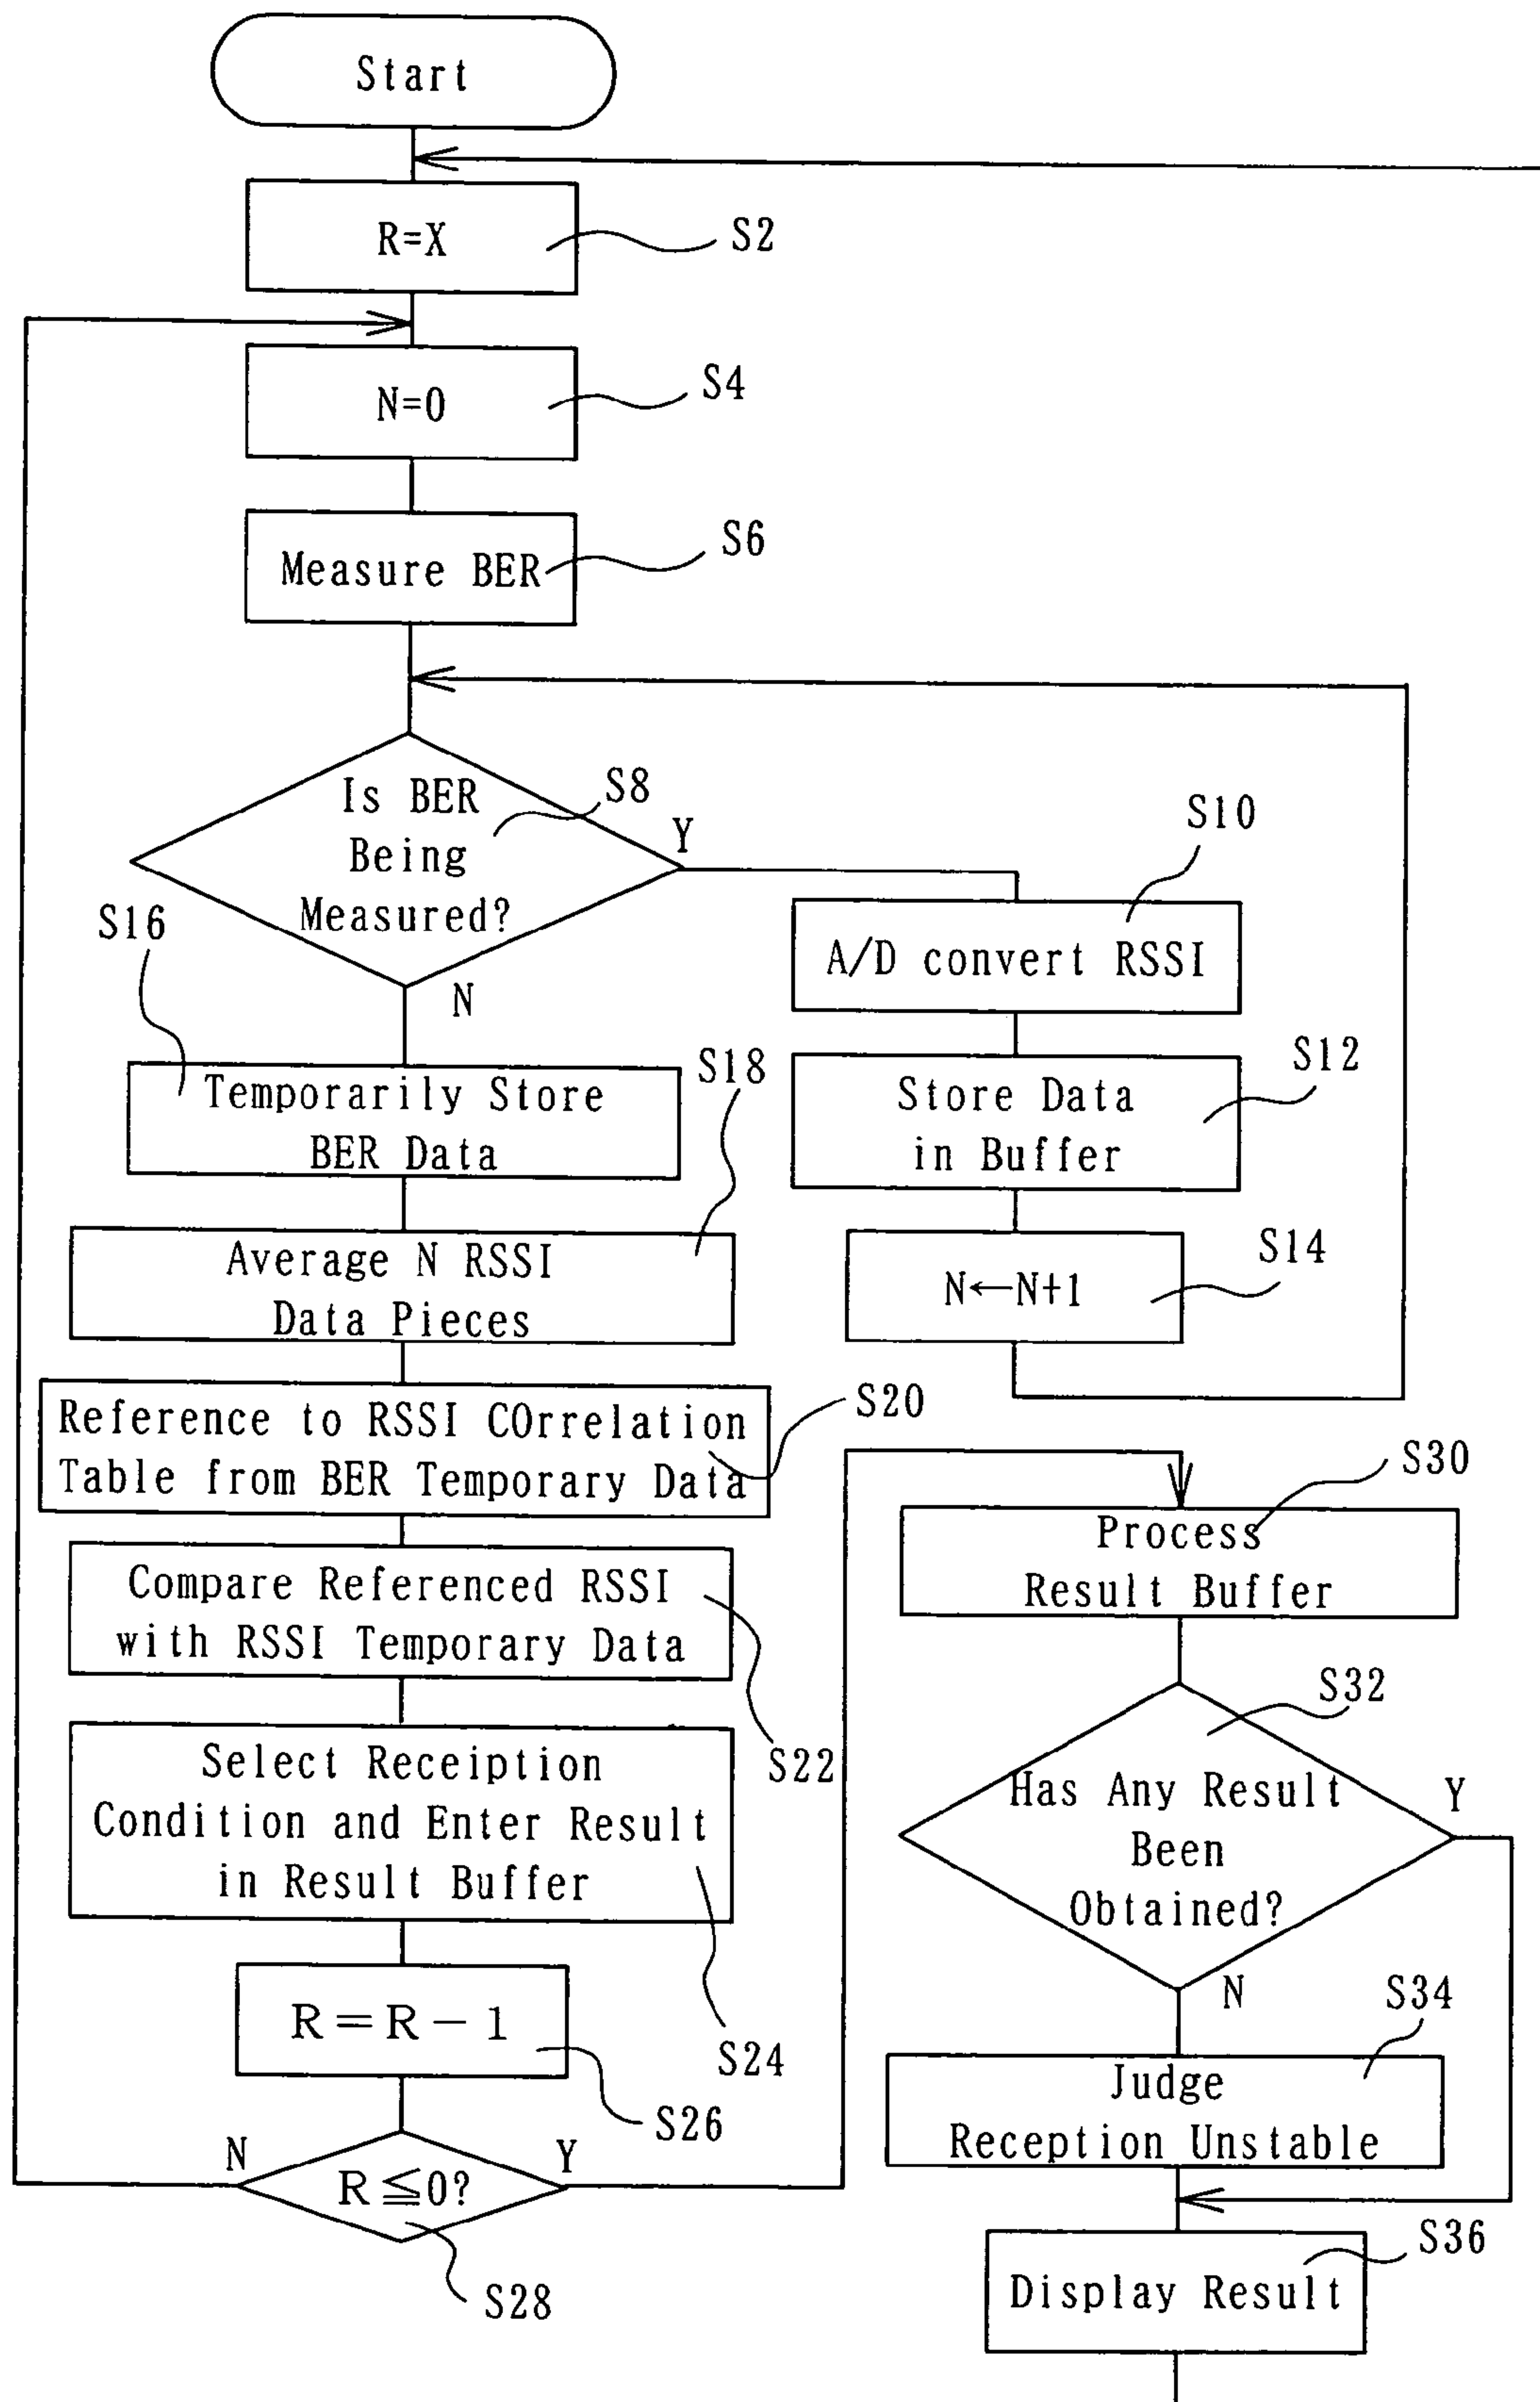 Start
R=X
S2
N=0
S4
Measure BER
S6
Is BER
Being
Measured?
S8
Y
N
S10
A/D convert RSSI
S12
Store Data
in Buffer
S14
N←N+1
S16
Temporarily Store
BER Data
S18
Average N RSSI
Data Pieces
S20
Reference to RSSI COrrelation
Table from BER Temporary Data
Compare Referenced RSSI
with RSSI Temporary Data
S22
Select Receiption
Condition and Enter Result
in Result Buffer
S24
R=R-1
S26
N
R≦0?
Y
S28
S30
Process
Result Buffer
S32
Has Any Result
Been
Obtained?
Y
N
S34
Judge
Reception Unstable
S36
Display Result